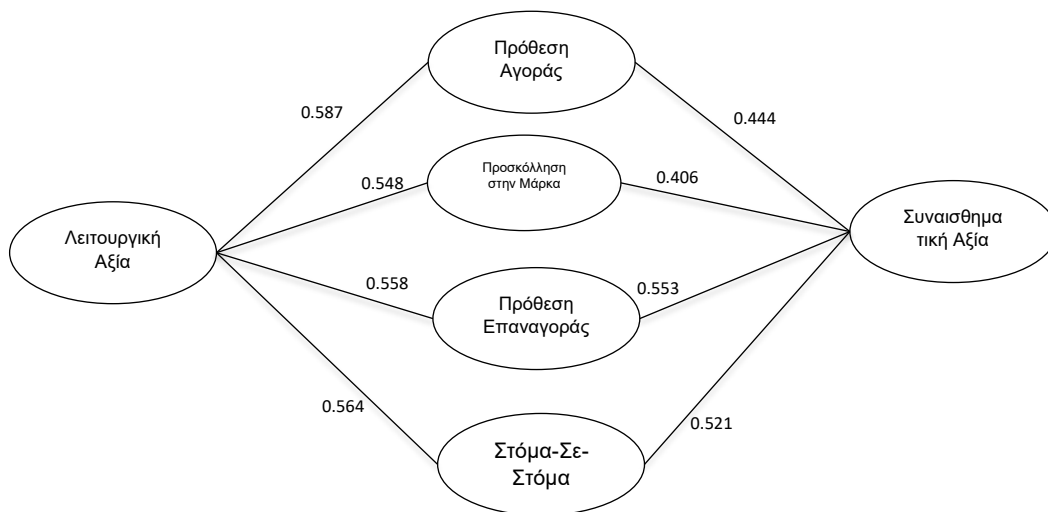 Πρόθεση
Αγοράς
0.587
0.444
Προσκόλληση
στην Μάρκα
0.548
0.406
Λειτουργική
Αξία
Συναισθημα
τική Αξία
0.558
0.553
Πρόθεση
Επαναγοράς
0.564
0.521
Στόμα-Σε-
Στόμα